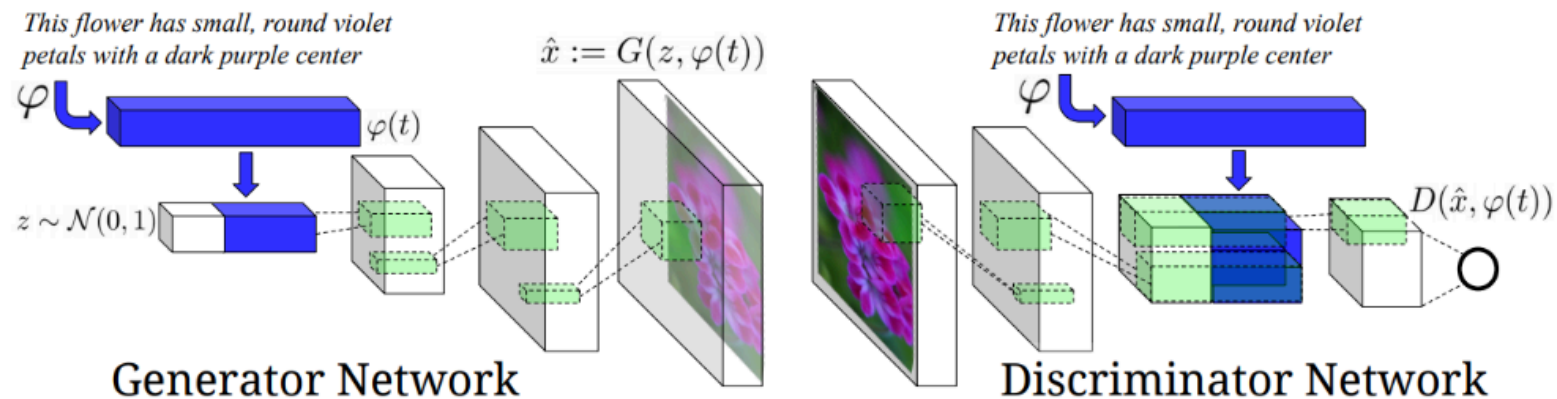 This flower has small, round violet
petals with a dark purple center
φ
φ(t)
z ~ 𝒩(0, 1)
x̂ := G(z, φ(t))
Generator Network
This flower has small, round violet
petals with a dark purple center
φ
D(x̂, φ(t))
Discriminator Network